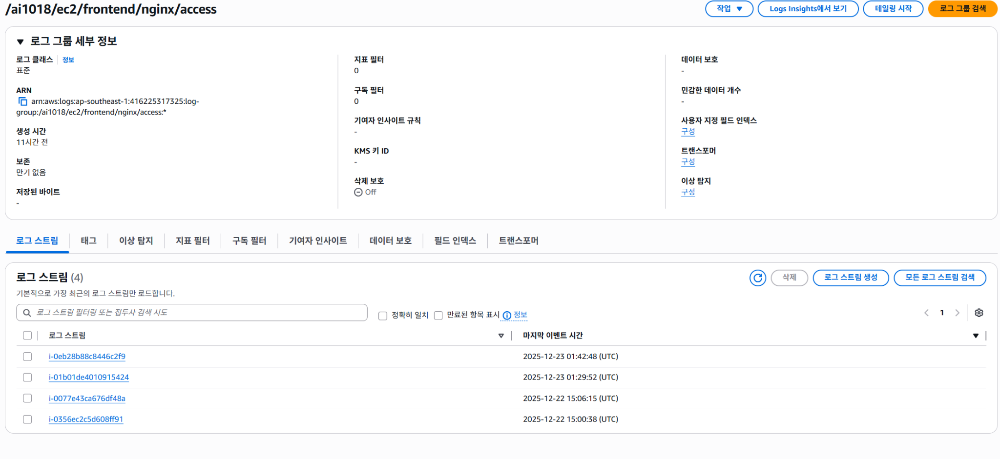 /ai1018/ec2/frontend/nginx/access
작업 ▼
Logs Insights에서 보기
테일링 시작
로그 그룹 검색
▼ 로그 그룹 세부 정보
로그 클래스 | 정보
표준
ARN
arn:aws:logs:ap-southeast-1:416225317325:log-
group:/ai1018/ec2/frontend/nginx/access:*
생성 시간
11시간 전
보존
만기 없음
저장된 바이트
-
지표 필터
0
구독 필터
0
기여자 인사이트 규칙
-
KMS 키 ID
-
삭제 보호
Off
데이터 보호
-
민감한 데이터 개수
-
사용자 지정 필드 인덱스
구성
트랜스포머
구성
이상 탐지
구성
로그 스트림
태그
이상 탐지
지표 필터
구독 필터
기여자 인사이트
데이터 보호
필드 인덱스
트랜스포머
로그 스트림 (4)
삭제
로그 스트림 생성
모든 로그 스트림 검색
기본적으로 가장 최근의 로그 스트림만 로드합니다.
로그 스트림 필터링 또는 접두사 검색 시도
정확히 일치
만료된 항목 표시
정보
1
로그 스트림
마지막 이벤트 시간
i-0eb28b88c8446c2f9
2025-12-23 01:42:48 (UTC)
i-01b01de4010915424
2025-12-23 01:29:52 (UTC)
i-0077e43ca676df48a
2025-12-22 15:06:15 (UTC)
i-0356ec2c5d608ff91
2025-12-22 15:00:38 (UTC)